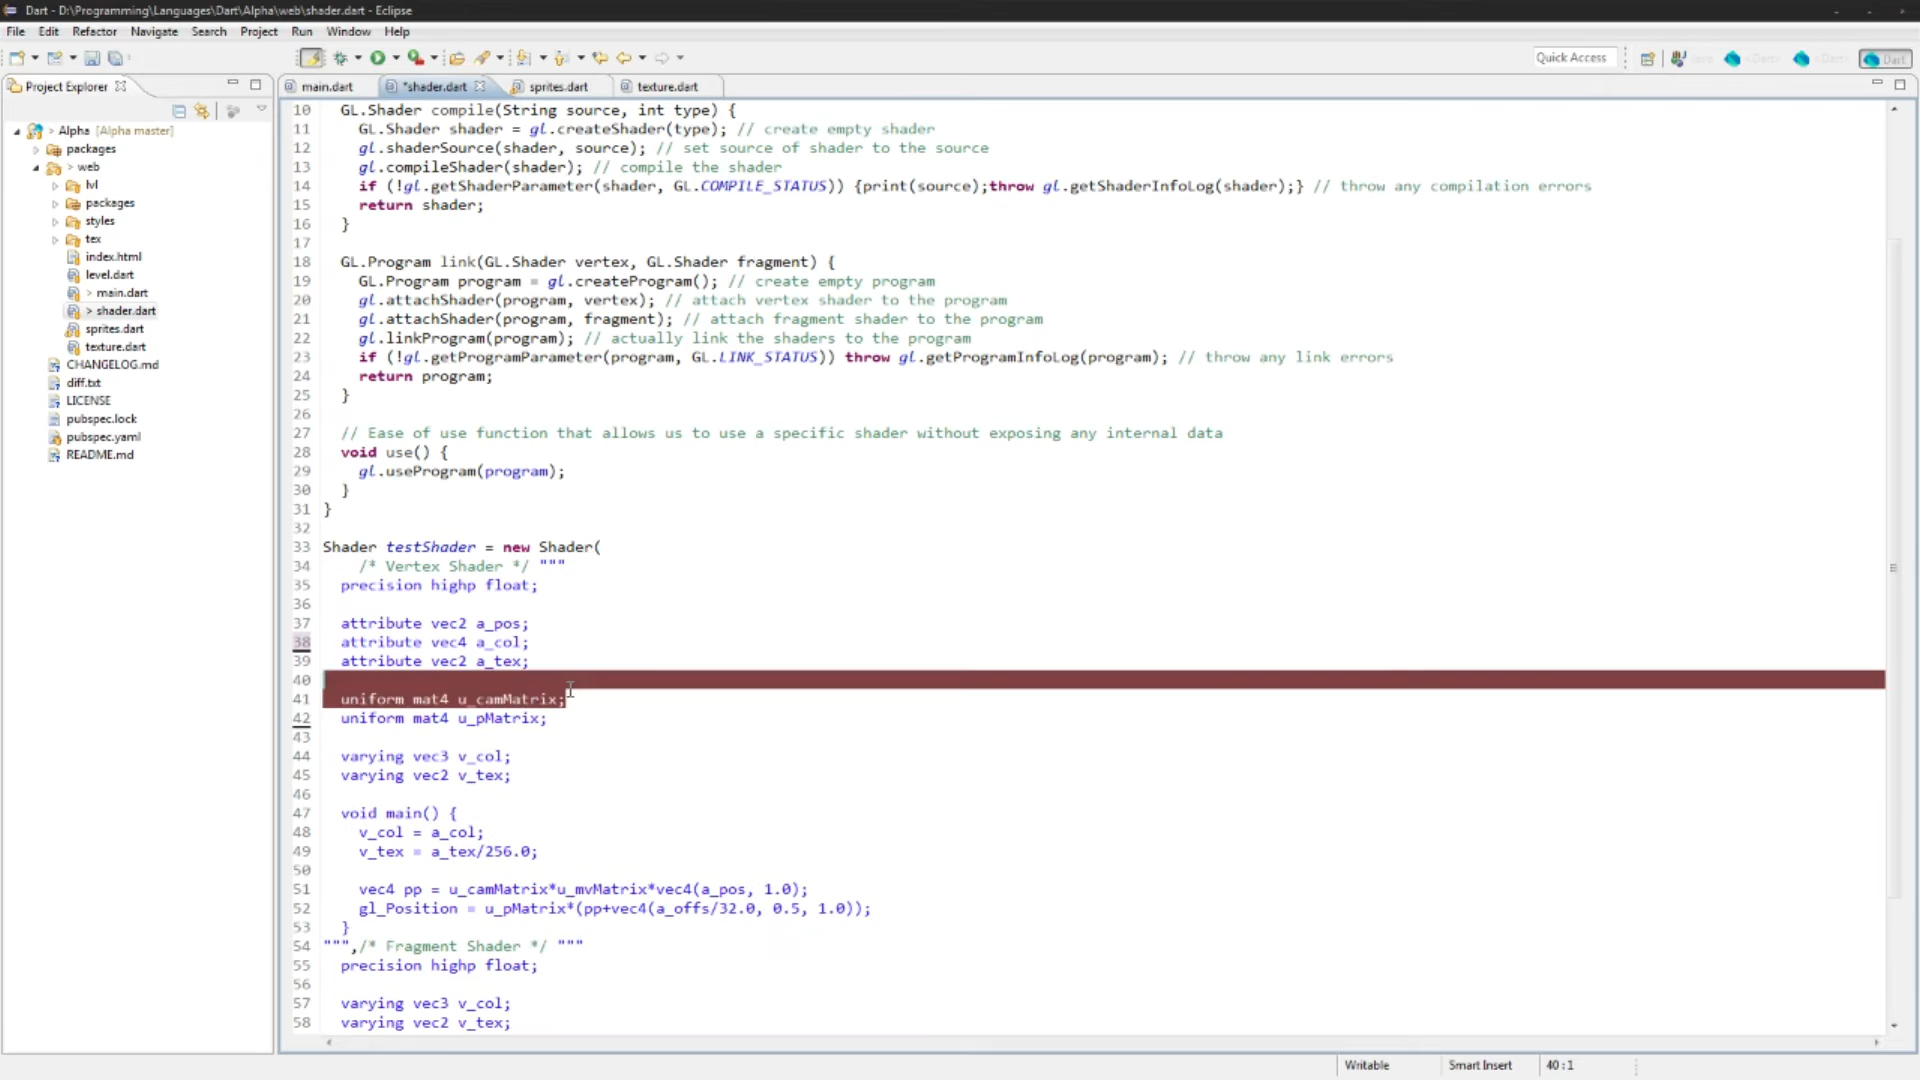 Dart - D:\Programming\Languages\Dart\Alpha\web\shader.dart - Eclipse
File Edit Refactor Navigate Search Project Run Window Help
Quick Access
Dart
Project Explorer
main.dart *shader.dart sprites.dart texture.dart
> Alpha [Alpha master]
packages
> web
lvl
packages
styles
tex
index.html
level.dart
> main.dart
> shader.dart
sprites.dart
texture.dart
CHANGELOG.md
diff.txt
LICENSE
pubspec.lock
pubspec.yaml
README.md
10 GL.Shader compile(String source, int type) {
11 GL.Shader shader = gl.createShader(type); // create empty shader
12 gl.shaderSource(shader, source); // set source of shader to the source
13 gl.compileShader(shader); // compile the shader
14 if (!gl.getShaderParameter(shader, GL.COMPILE_STATUS)) {print(source);throw gl.getShaderInfoLog(shader);} // throw any compilation errors
15 return shader;
16 }
17
18 GL.Program link(GL.Shader vertex, GL.Shader fragment) {
19 GL.Program program = gl.createProgram(); // create empty program
20 gl.attachShader(program, vertex); // attach vertex shader to the program
21 gl.attachShader(program, fragment); // attach fragment shader to the program
22 gl.linkProgram(program); // actually link the shaders to the program
23 if (!gl.getProgramParameter(program, GL.LINK_STATUS)) throw gl.getProgramInfoLog(program); // throw any link errors
24 return program;
25 }
26
27 // Ease of use function that allows us to use a specific shader without exposing any internal data
28 void use() {
29 gl.useProgram(program);
30 }
31 }
32
33 Shader testShader = new Shader(
34 /* Vertex Shader */ """
35 precision highp float;
36
37 attribute vec2 a_pos;
38 attribute vec4 a_col;
39 attribute vec2 a_tex;
40
41 uniform mat4 u_camMatrix;
42 uniform mat4 u_pMatrix;
43
44 varying vec3 v_col;
45 varying vec2 v_tex;
46
47 void main() {
48 v_col = a_col;
49 v_tex = a_tex/256.0;
50
51 vec4 pp = u_camMatrix*u_mvMatrix*vec4(a_pos, 1.0);
52 gl_Position = u_pMatrix*(pp+vec4(a_offs/32.0, 0.5, 1.0));
53 }
54 """,/* Fragment Shader */ """
55 precision highp float;
56
57 varying vec3 v_col;
58 varying vec2 v_tex;
Writable Smart Insert 40 : 1